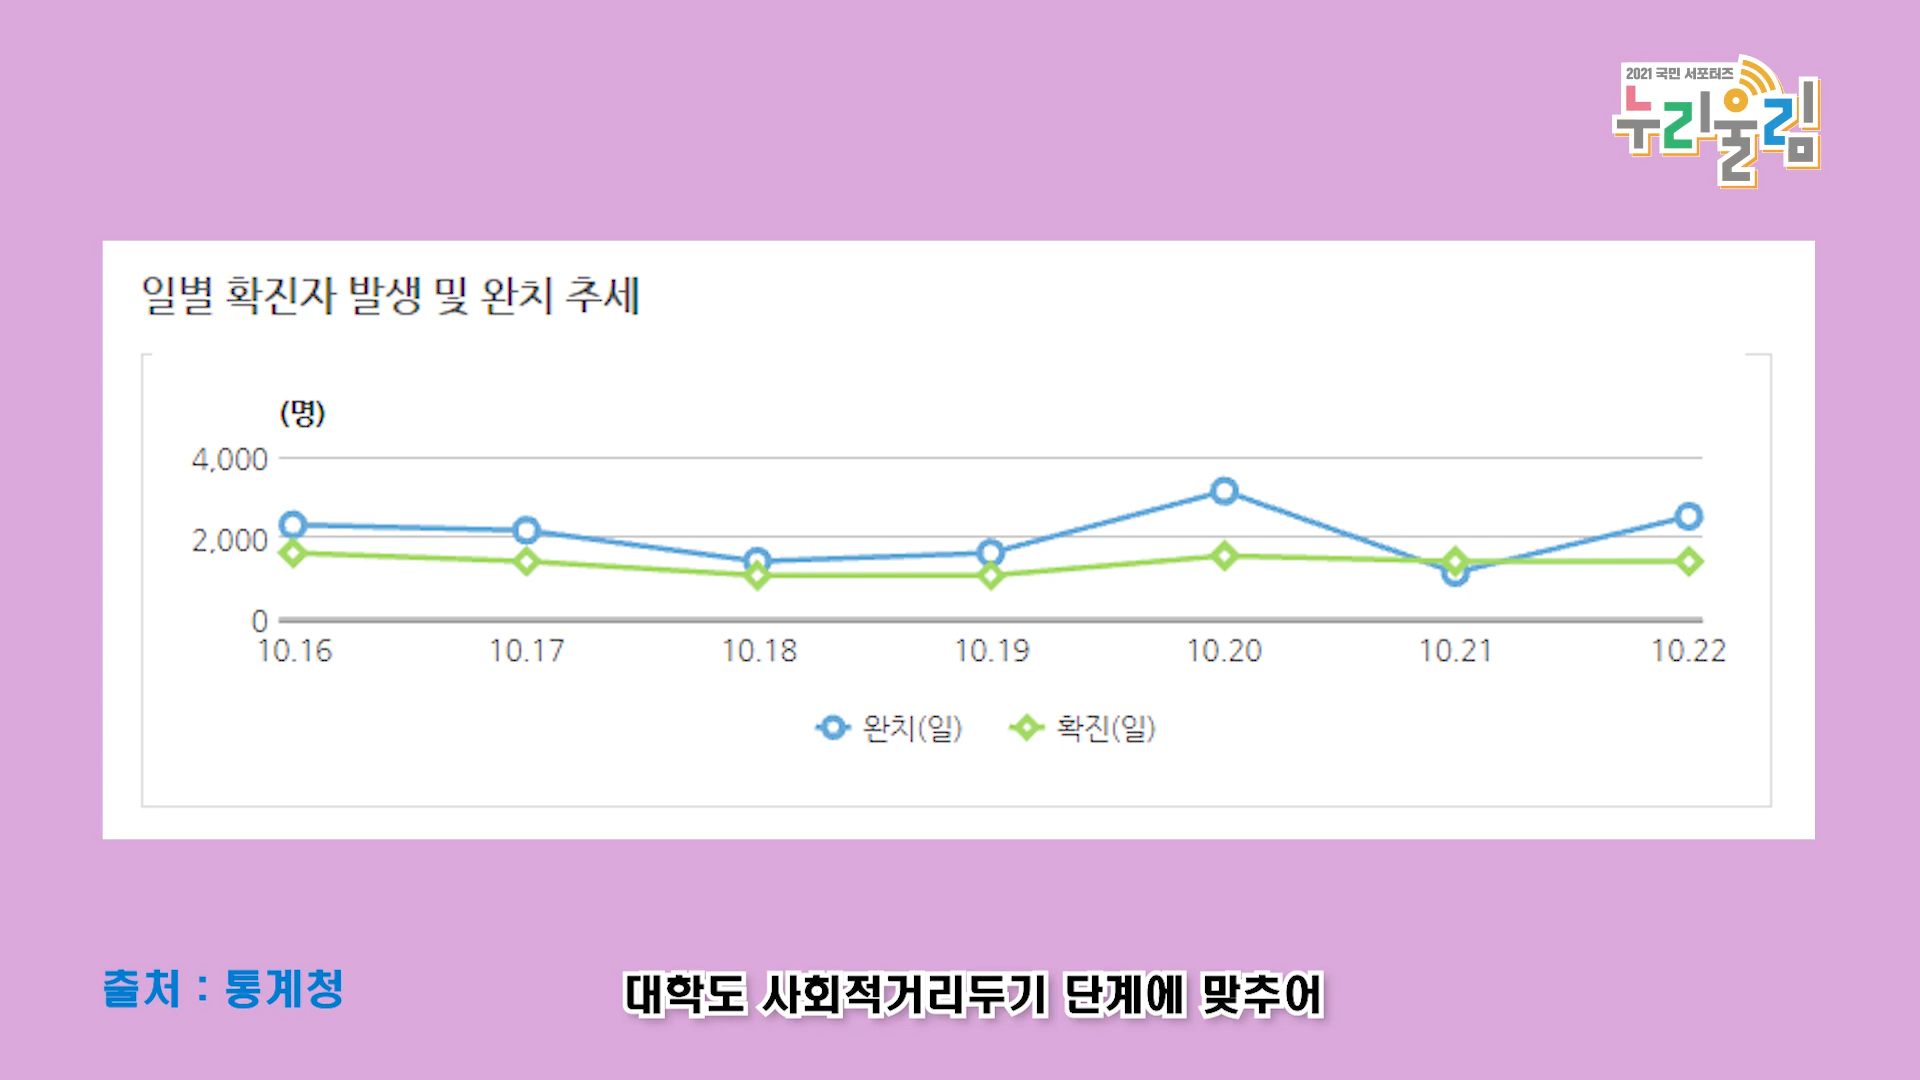 2021 국민 서포터즈
누리울림
일별 확진자 발생 및 완치 추세
(명)
4,000
2,000
0
10.16 10.17 10.18 10.19 10.20 10.21 10.22
완치(일) 확진(일)
출처 : 통계청
대학도 사회적거리두기 단계에 맞추어